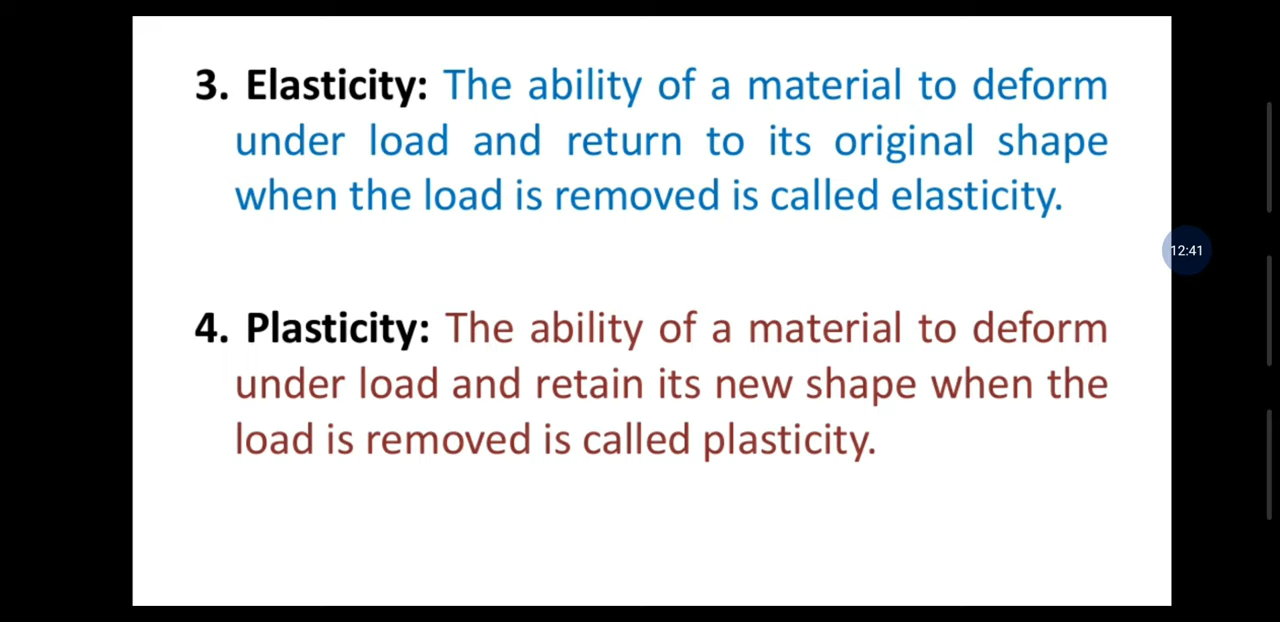 3. Elasticity: The ability of a material to deform
under load and return to its original shape
when the load is removed is called elasticity.
12:41
4. Plasticity: The ability of a material to deform
under load and retain its new shape when the
load is removed is called plasticity.